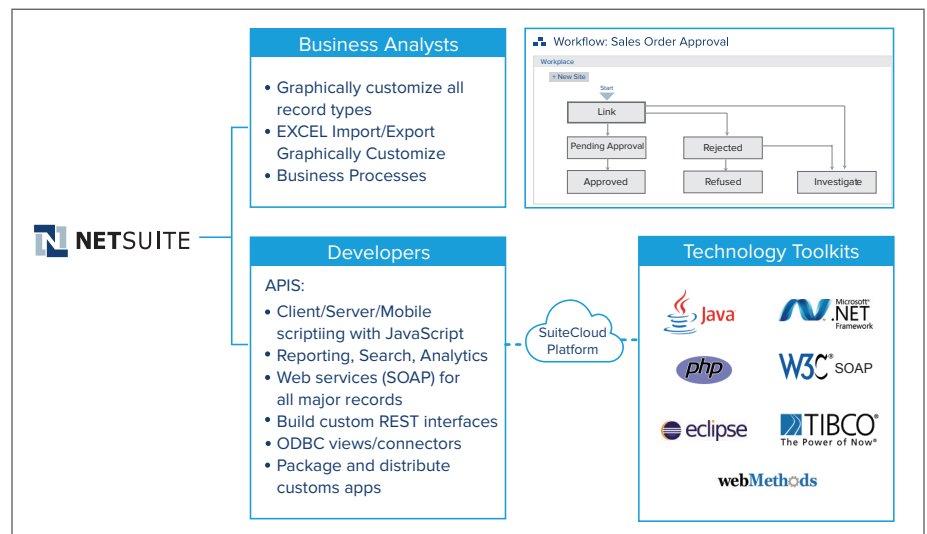 NETSUITE
Business Analysts
• Graphically customize all
record types
• EXCEL Import/Export
Graphically Customize
• Business Processes
Workflow: Sales Order Approval
Workplace
+ New Site
Start
Link
Pending Approval
Rejected
Approved
Refused
Investigate
Developers
APIS:
• Client/Server/Mobile
scriptiing with JavaScript
• Reporting, Search, Analytics
• Web services (SOAP) for
all major records
• Build custom REST interfaces
• ODBC views/connectors
• Package and distribute
customs apps
SuiteCloud
Platform
Technology Toolkits
Java
Microsoft®
.NET
Framework
php
W3C® SOAP
eclipse
TIBCO®
The Power of Now®
webMethods